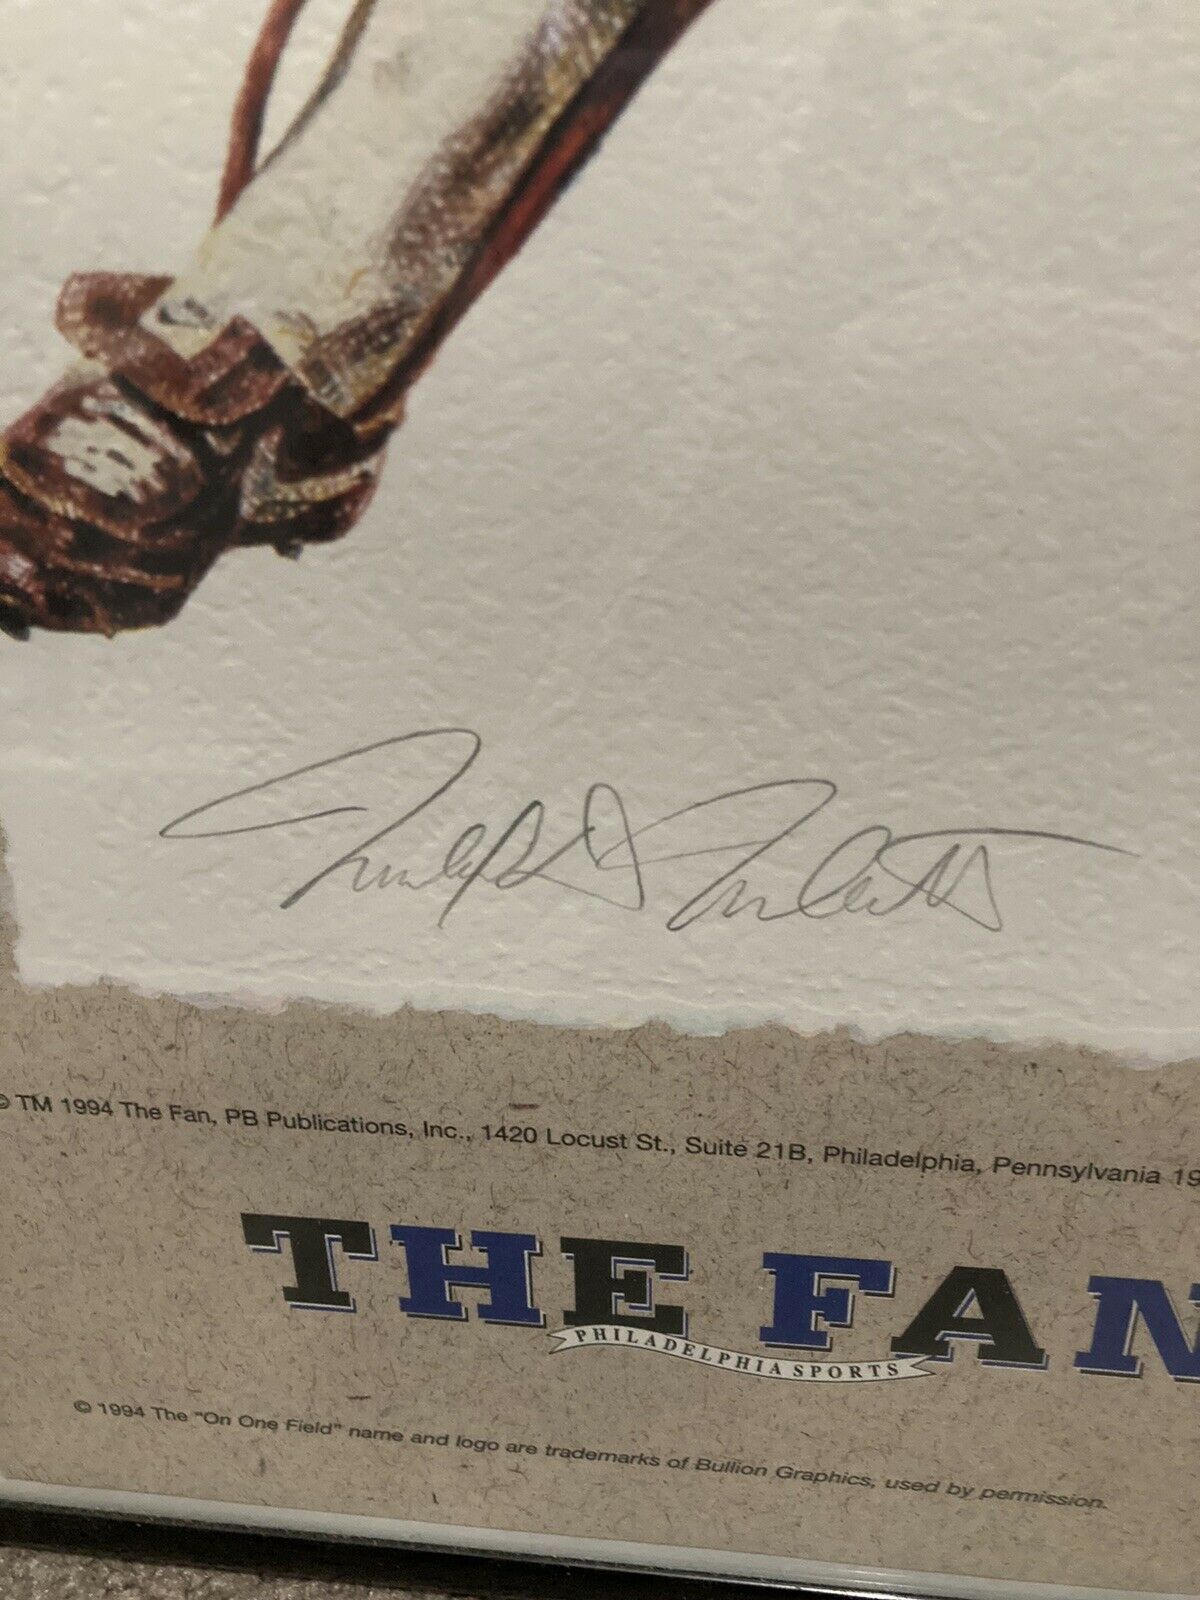 © TM 1994 The Fan, PB Publications, Inc., 1420 Locust St., Suite 21B, Philadelphia, Pennsylvania 19
THE FAN
PHILADELPHIA SPORTS
© 1994 The "On One Field" name and logo are trademarks of Bullion Graphics, used by permission.